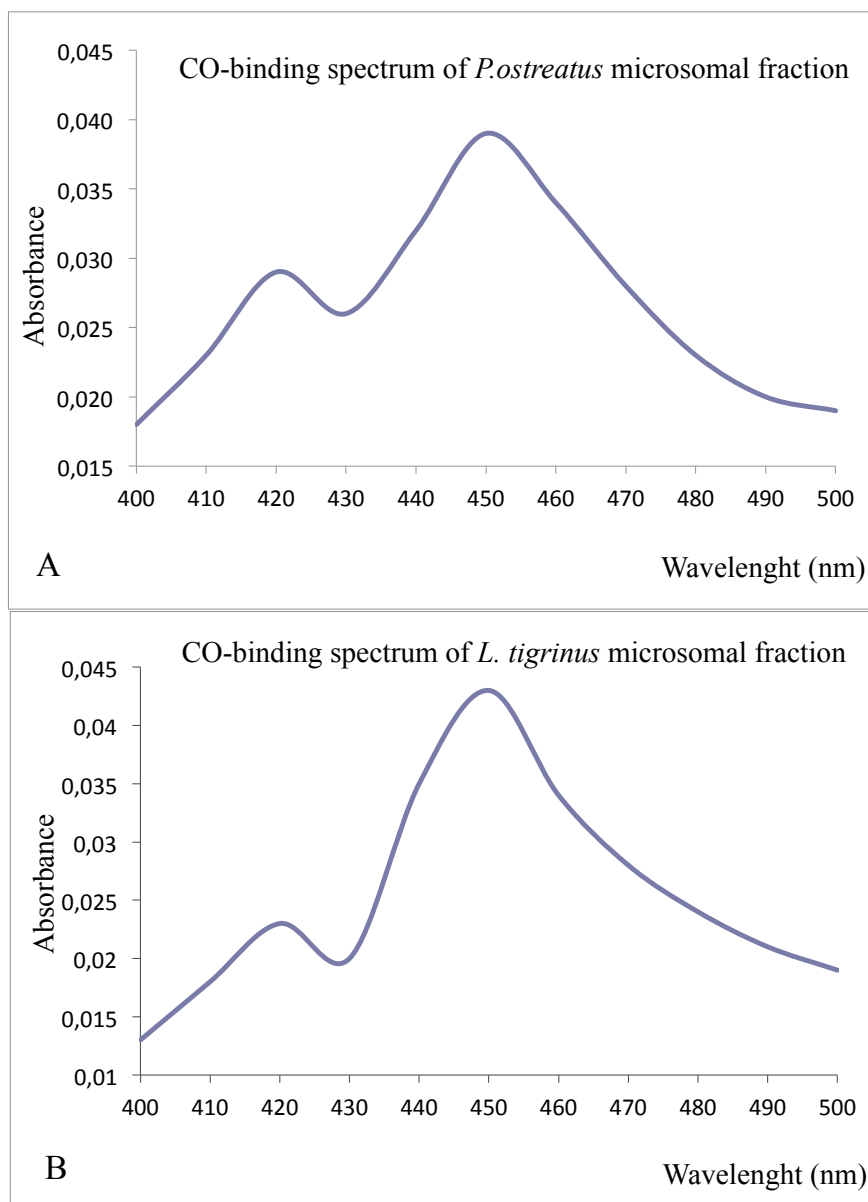 CO-binding spectrum of P.ostreatus microsomal fraction
0,045
0,040
0,035
0,030
0,025
0,020
0,015
Absorbance
400 410 420 430 440 450 460 470 480 490 500
A
Wavelenght (nm)
CO-binding spectrum of L. tigrinus microsomal fraction
0,045
0,04
0,035
0,03
0,025
0,02
0,015
0,01
Absorbance
400 410 420 430 440 450 460 470 480 490 500
B
Wavelenght (nm)